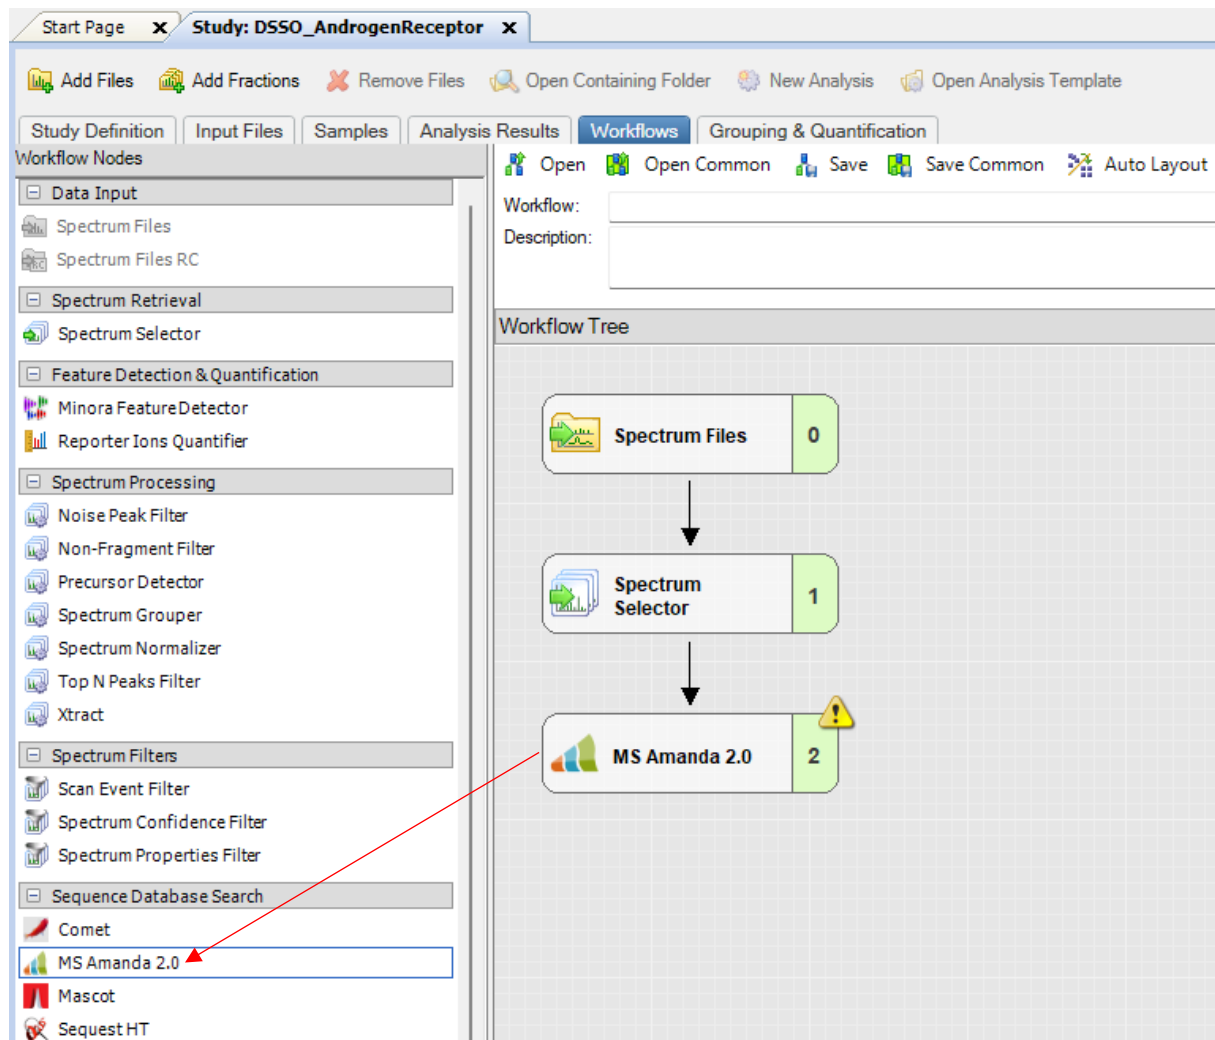 Start Page x Study: DSSO_AndrogenReceptor x
Add Files Add Fractions Remove Files Open Containing Folder New Analysis Open Analysis Template
Study Definition Input Files Samples Analysis Results Workflows Grouping & Quantification
Workflow Nodes
Data Input
Spectrum Files
Spectrum Files RC
Spectrum Retrieval
Spectrum Selector
Feature Detection & Quantification
Minora Feature Detector
Reporter Ions Quantifier
Spectrum Processing
Noise Peak Filter
Non-Fragment Filter
Precursor Detector
Spectrum Grouper
Spectrum Normalizer
Top N Peaks Filter
Xtract
Spectrum Filters
Scan Event Filter
Spectrum Confidence Filter
Spectrum Properties Filter
Sequence Database Search
Comet
MS Amanda 2.0
Mascot
Sequest HT
Open Open Common Save Save Common Auto Layout
Workflow:
Description:
Workflow Tree
Spectrum Files 0
Spectrum
Selector 1
MS Amanda 2.0 2